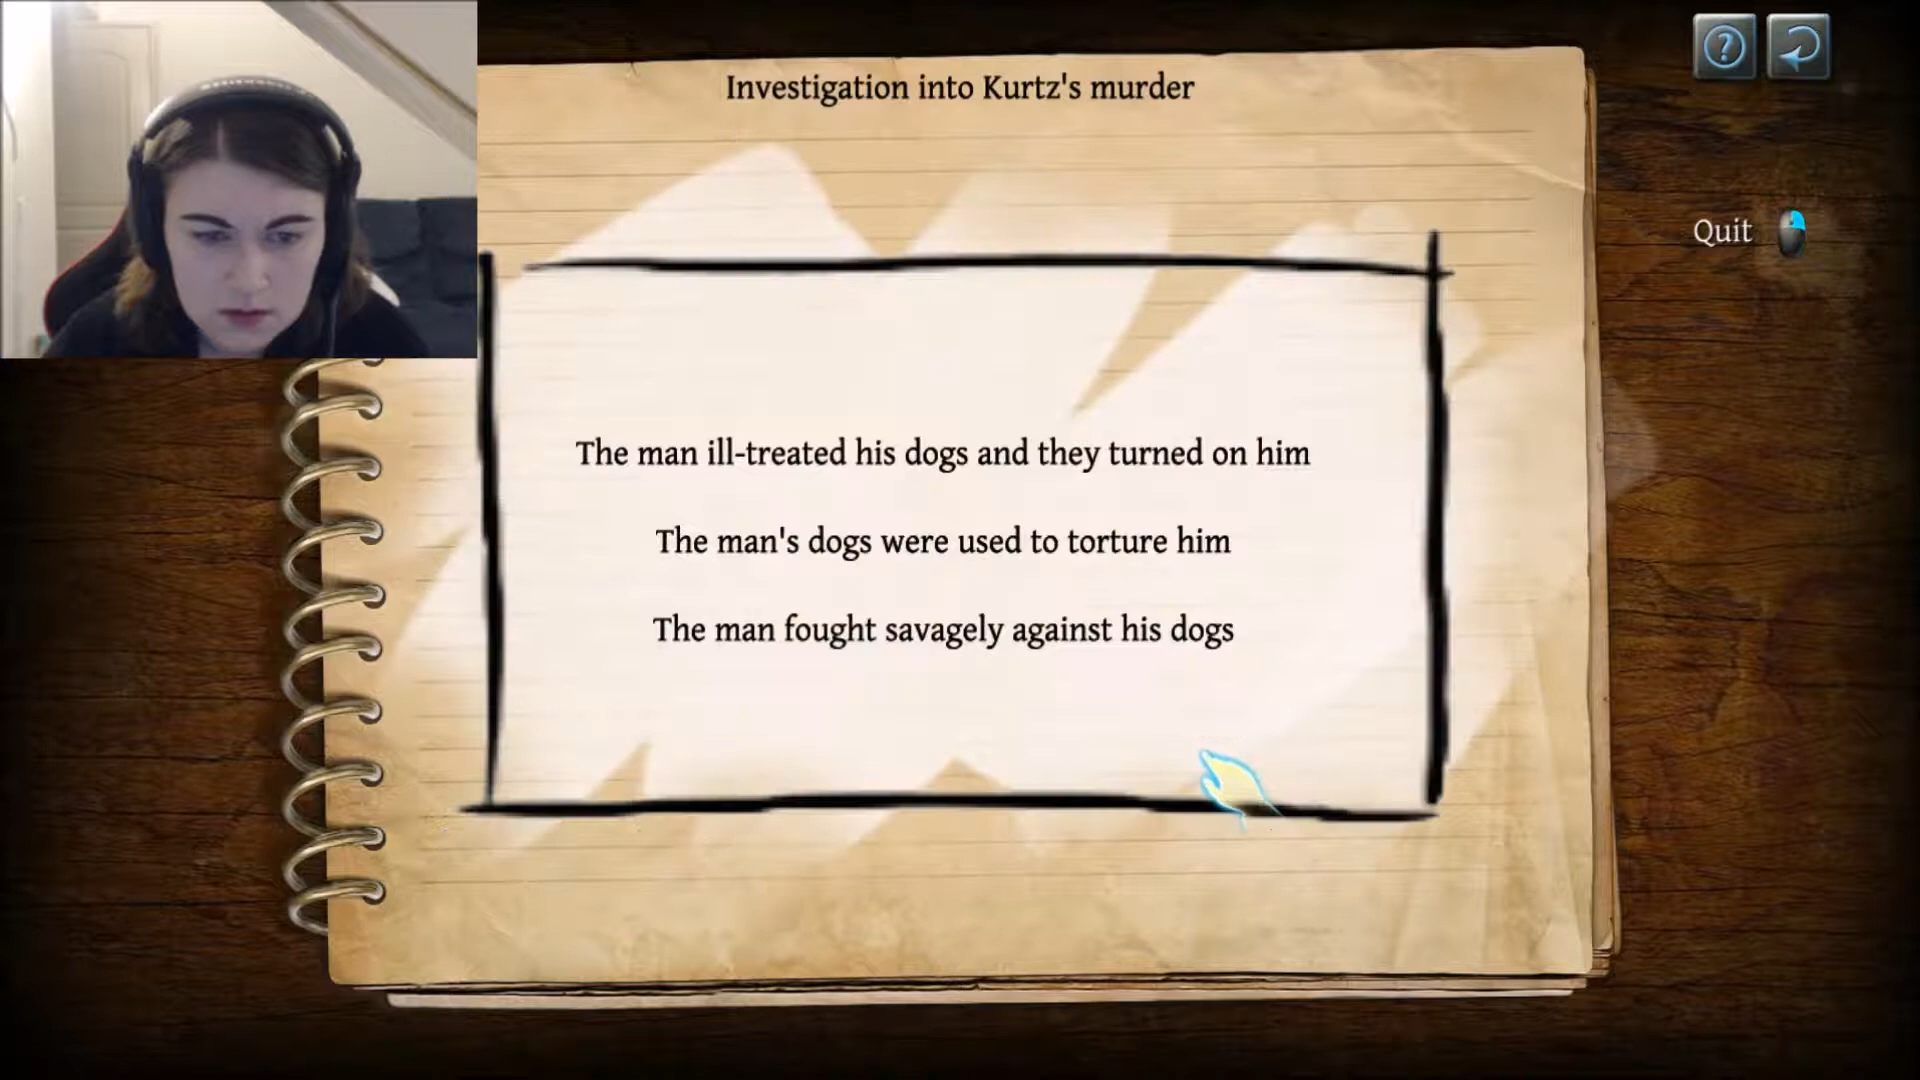 Investigation into Kurtz's murder
Quit
The man ill-treated his dogs and they turned on him
The man's dogs were used to torture him
The man fought savagely against his dogs